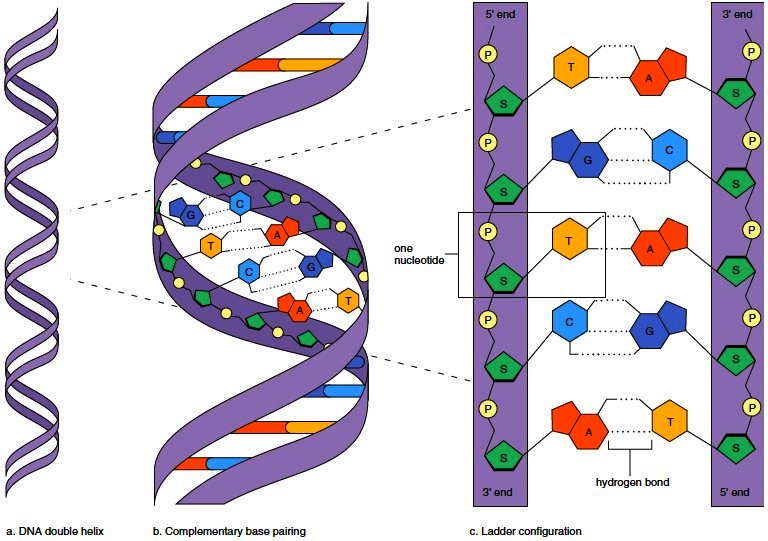 5' end 3' end
P P
T A
S S
P P
G C
S S
G C
T A
C G
A T
one nucleotide
P P
T A
S S
P P
C G
S S
P P
A T
S S
hydrogen bond
3' end 5' end
a. DNA double helix b. Complementary base pairing c. Ladder configuration